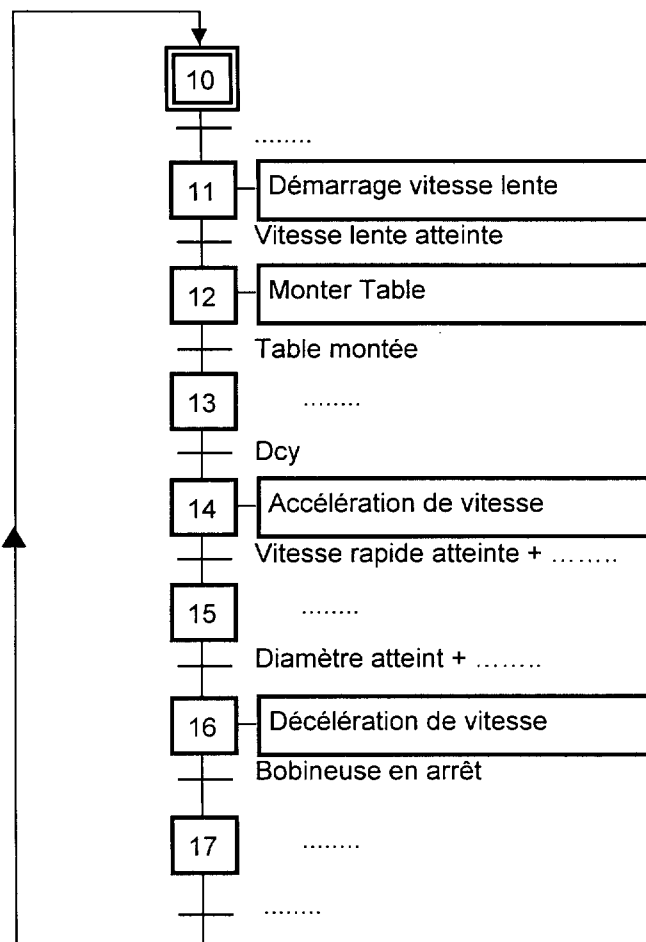 10
........
11 Démarrage vitesse lente
Vitesse lente atteinte
12 Monter Table
Table montée
13 ........
Dcy
14 Accélération de vitesse
Vitesse rapide atteinte + ........
15 ........
Diamètre atteint + ........
16 Décélération de vitesse
Bobineuse en arrêt
17 ........
........